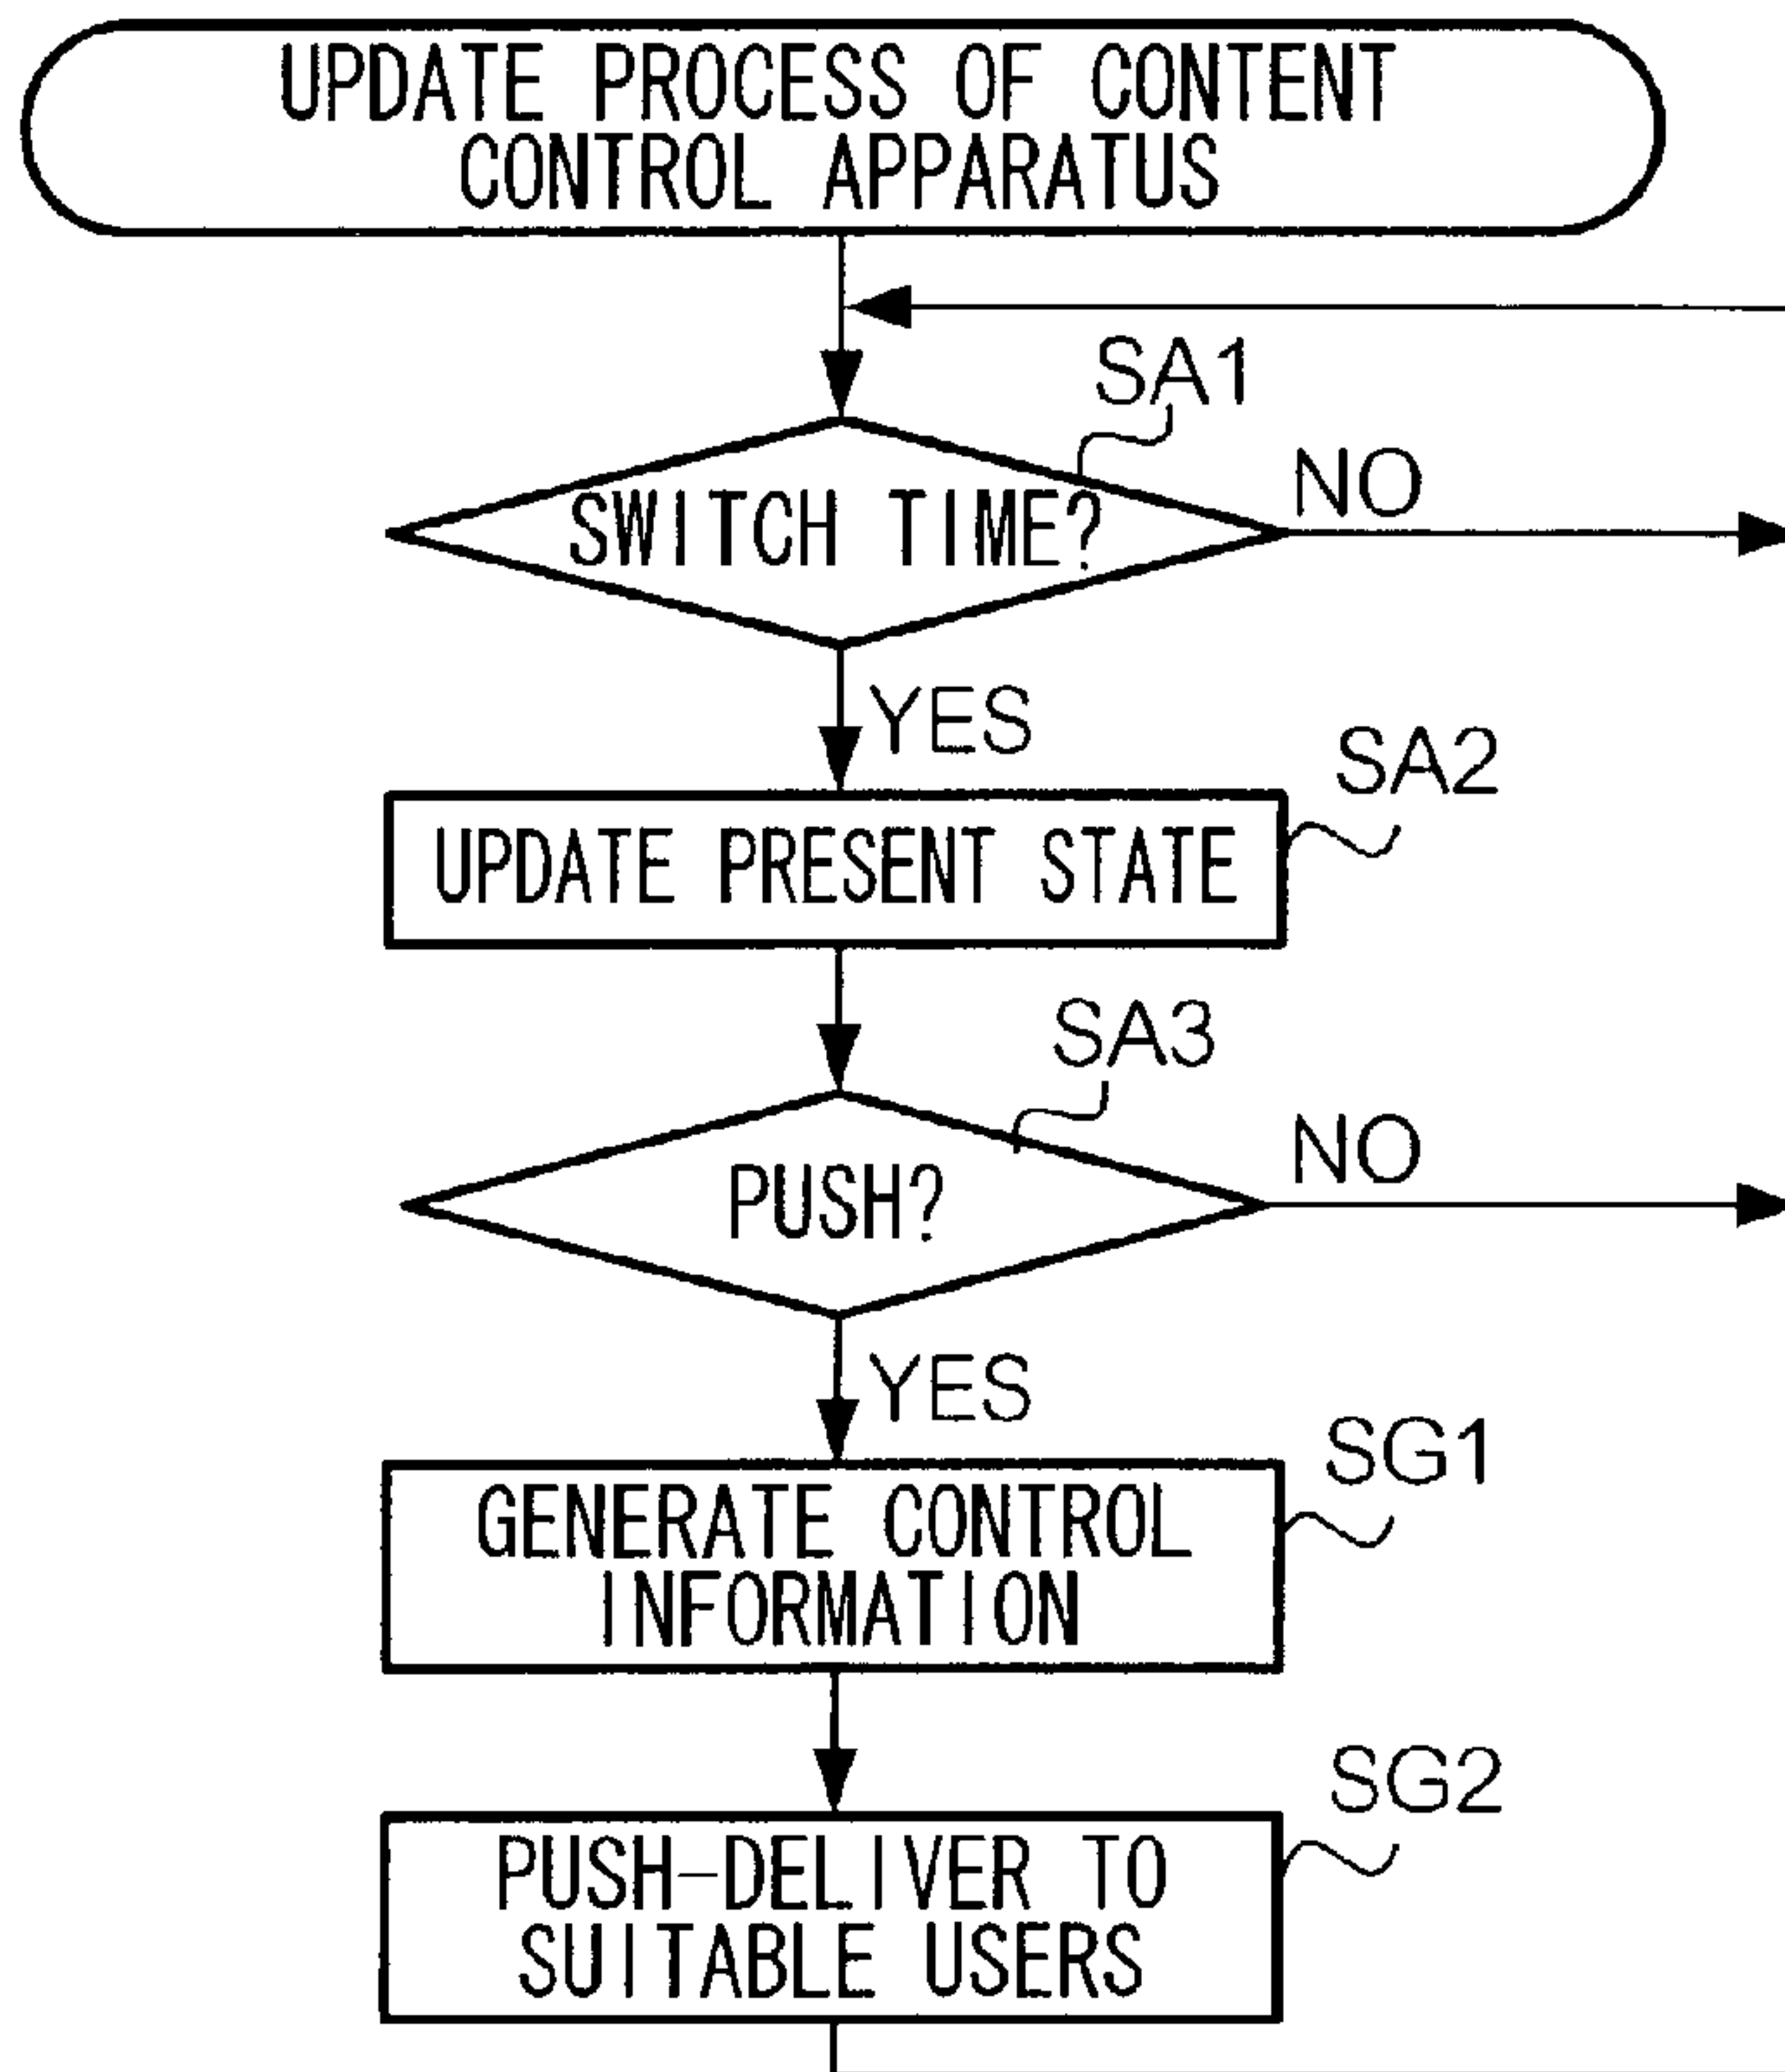 UPDATE PROCESS OF CONTENT
CONTROL APPARATUS
SA1
SWITCH TIME?
NO
YES
SA2
UPDATE PRESENT STATE
SA3
PUSH?
NO
YES
SG1
GENERATE CONTROL
INFORMATION
SG2
PUSH-DELIVER TO
SUITABLE USERS